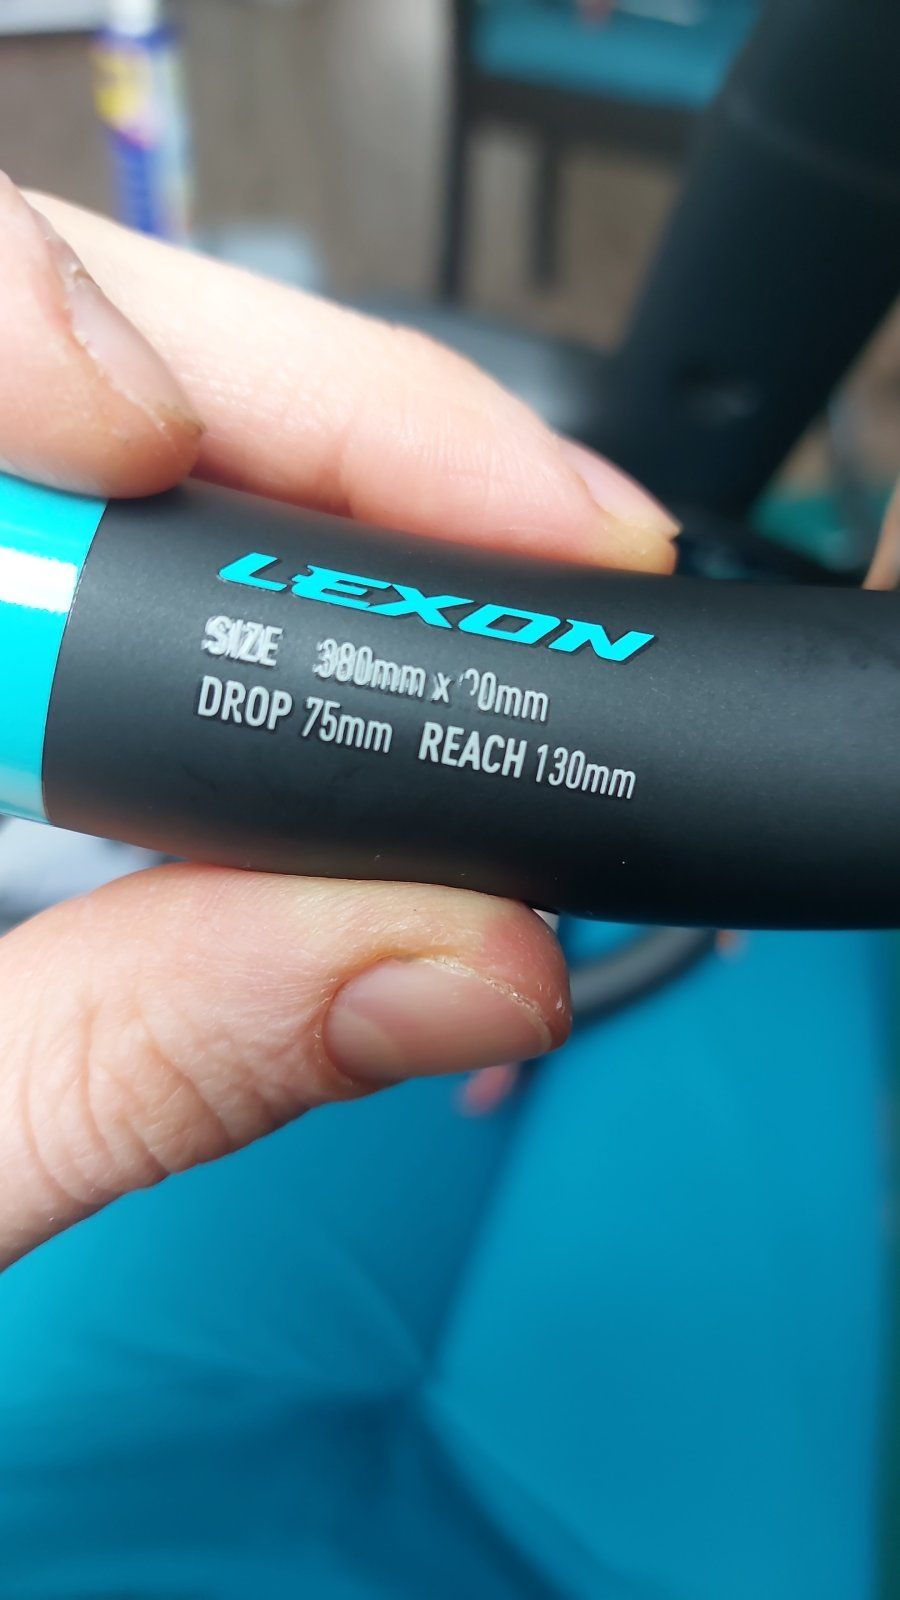 LEXON
SIZE 380mm x
DROP 75mm REACH 130mm